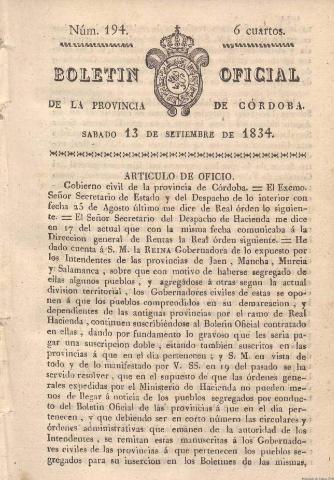 Núm. 194. 6 cuartos.
BOLETIN OFICIAL
DE LA PROVINCIA DE CÓRDOBA.
SABADO 13 DE SETIEMBRE DE 1834.
ARTICULO DE OFICIO.
Gobierno civil de la provincia de Córdoba. = El Excmo.
Señor Secretario de Estado y del Despacho de lo interior con
fecha 25 de Agosto último me dice de Real órden lo siguien-
te. = El Señor Secretario del Despacho de Hacienda me dice
en 17 del actual que con la misma fecha comunicaba á la
Direccion general de Rentas la Real órden siguiente. = He
dado cuenta á S. M. la REINA Gobernadora de lo expuesto por
los Intendentes de las provincias de Jaen, Mancha, Murcia
y Salamanca, sobre que con motivo de haberse segregado de
ellas algunos pueblos, y agregádose á otras segun la actual
division territorial, los Gobernadores civiles de estas se opo-
nen á que los pueblos comprendidos en su demarcacion, y
dependientes de las antiguas provincias por el ramo de Real
Hacienda, continuen suscribiéndose al Boletin Oficial contratado
en ellas, dando por fundamento lo gravoso que les seria pa-
gar una suscripcion doble, estando tambien suscritos en las
provincias á que en el dia pertenecen; y S. M. en vista de
todo y de lo manifestado por V. SS. en 19 del pasado se ha
servido resolver, que en el supuesto de que las órdenes gene-
rales expedidas por el Ministerio de Hacienda no pueden me-
nos de llegar á noticia de los pueblos segregados por conduc-
to del Boletin Oficial de las provincias á que en el dia per-
tenecen, y que debiendo ser en corto número las circulares y
órdenes administrativas que emanen de la autoridad de los
Intendentes, se remitan estas manuscritas á los Gobernado-
res civiles de las provincias á que pertenecen los pueblos se-
gregados para su insercion en los Boletines de las mismas,